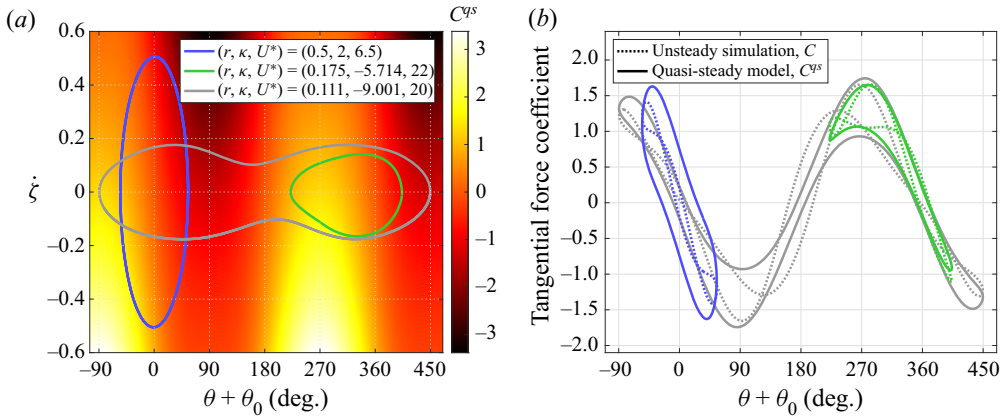 (a)
C^{qs}
(r, κ, U*) = (0.5, 2, 6.5)
(r, κ, U*) = (0.175, −5.714, 22)
(r, κ, U*) = (0.111, −9.001, 20)
0.6
0.4
0.2
0
−0.2
−0.4
−0.6
ζ̇
−90 0 90 180 270 360 450
θ + θ₀ (deg.)
3
2
1
0
−1
−2
−3
(b)
Unsteady simulation, C
Quasi-steady model, C^{qs}
Tangential force coefficient
2.0
1.5
1.0
0.5
0
−0.5
−1.0
−1.5
−2.0
−90 0 90 180 270 360 450
θ + θ₀ (deg.)